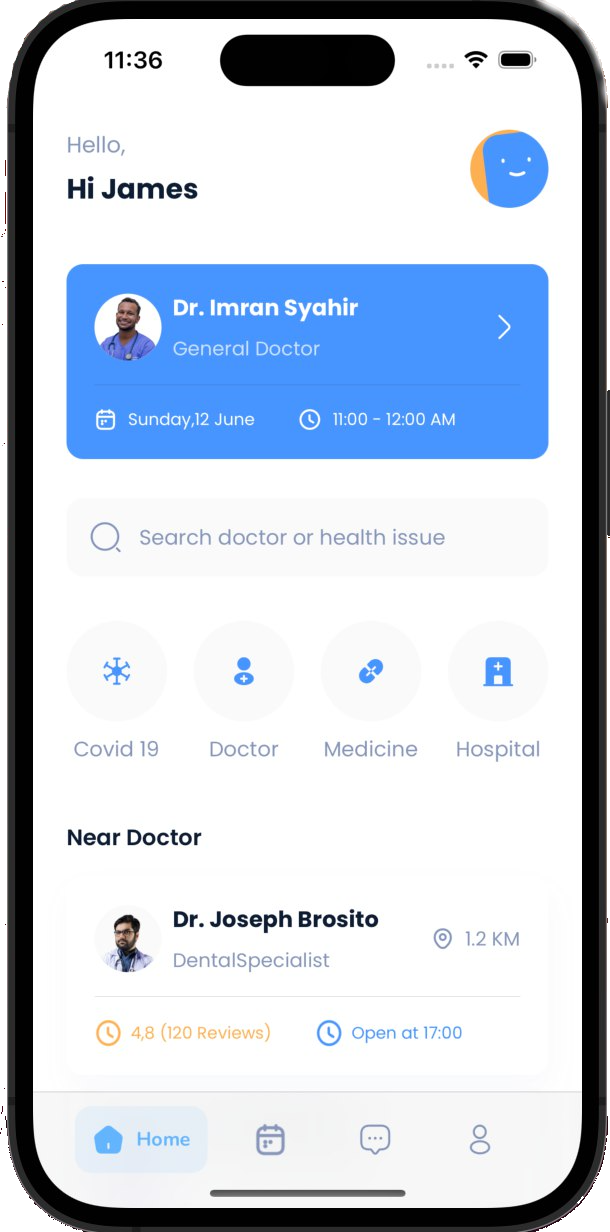 11:36
Hello,
Hi James
Dr. Imran Syahir
General Doctor
Sunday,12 June
11:00 - 12:00 AM
Search doctor or health issue
Covid 19
Doctor
Medicine
Hospital
Near Doctor
Dr. Joseph Brosito
1.2 KM
DentalSpecialist
4,8 (120 Reviews)
Open at 17:00
Home